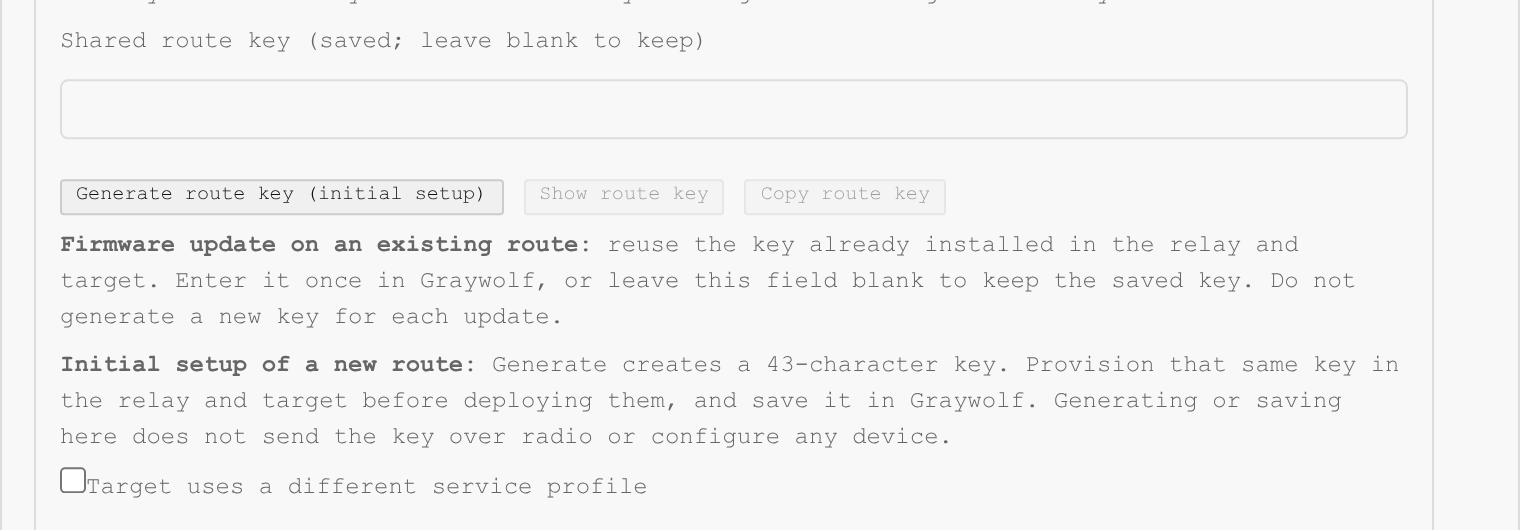 Shared route key (saved; leave blank to keep)
Generate route key (initial setup) Show route key Copy route key
Firmware update on an existing route: reuse the key already installed in the relay and
target. Enter it once in Graywolf, or leave this field blank to keep the saved key. Do not
generate a new key for each update.
Initial setup of a new route: Generate creates a 43-character key. Provision that same key in
the relay and target before deploying them, and save it in Graywolf. Generating or saving
here does not send the key over radio or configure any device.
Target uses a different service profile